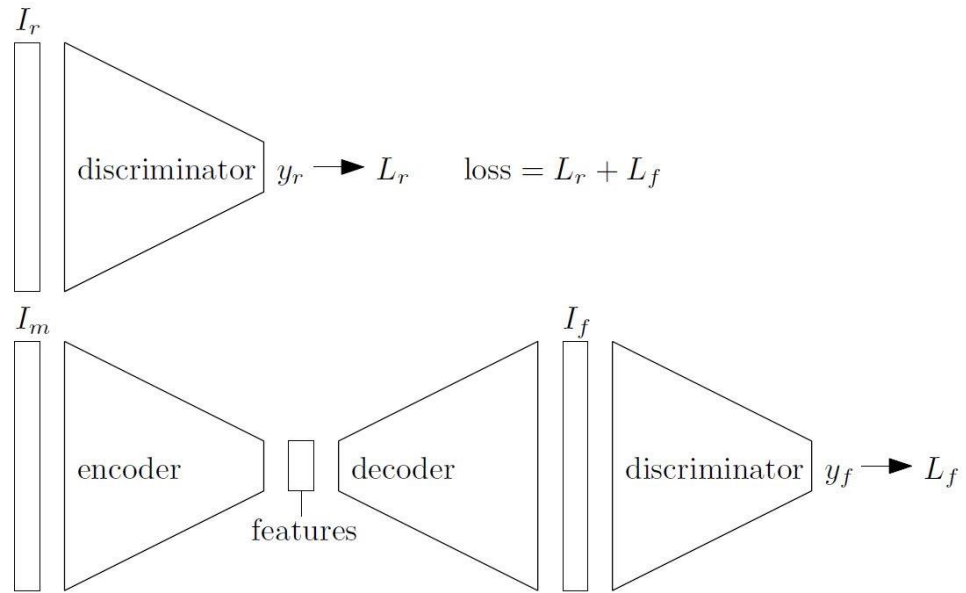 I_r
discriminator y_r L_r loss = L_r + L_f
I_m I_f
encoder decoder discriminator y_f L_f
features